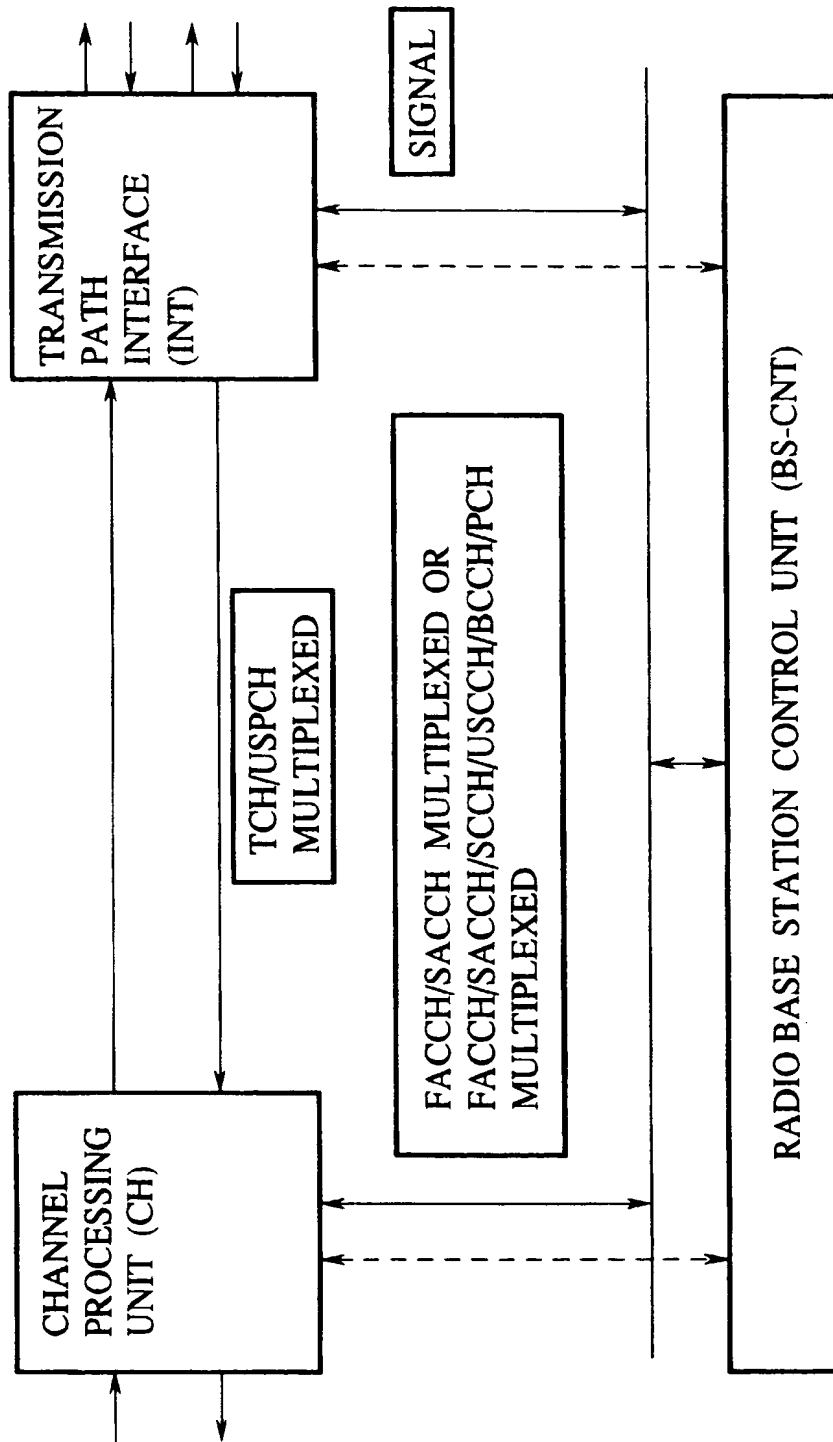 CHANNEL
PROCESSING
UNIT (CH)
TRANSMISSION
PATH
INTERFACE
(INT)
TCH/USPCH
MULTIPLEXED
SIGNAL
FACCH/SACCH MULTIPLEXED OR
FACCH/SACCH/SCCH/USCCH/BCCH/PCH
MULTIPLEXED
RADIO BASE STATION CONTROL UNIT (BS-CNT)